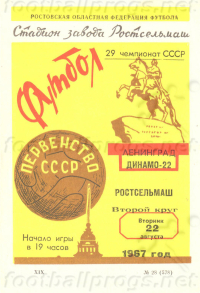 РОСТОВСКАЯ ОБЛАСТНАЯ ФЕДЕРАЦИЯ ФУТБОЛА
Стадион завода Ростсельмаш
29 чемпионат СССР
футбол
ПЕРВЕНСТВО
СССР
ЛЕНИНГРАД
ДИНАМО-22
РОСТСЕЛЬМАШ
Второй круг
Вторник
22
августа
1967 год
Начало игры
в 19 часов
XIX
footballprogs.net